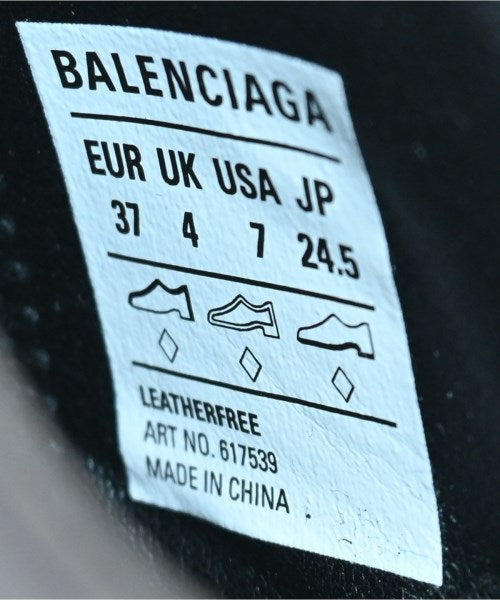 BALENCIAGA
EUR UK USA JP
37 4 7 24.5
LEATHERFREE
ART NO. 617539
MADE IN CHINA